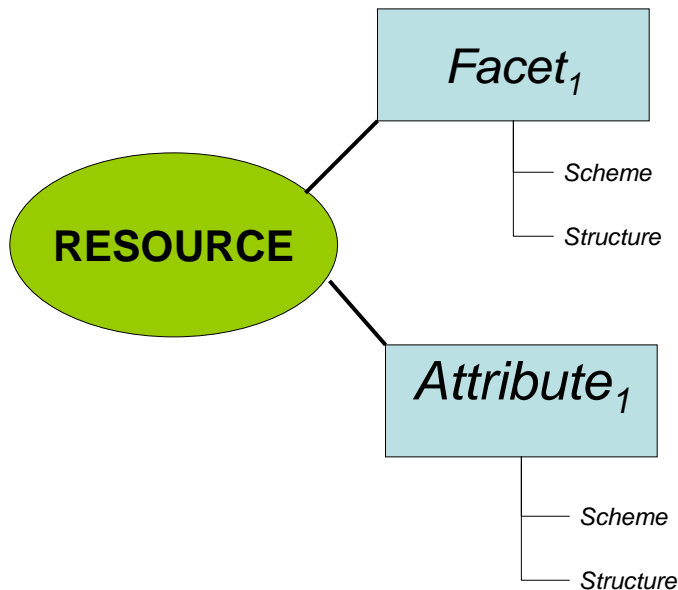 Facet₁
Scheme
Structure
RESOURCE
Attribute₁
Scheme
Structure